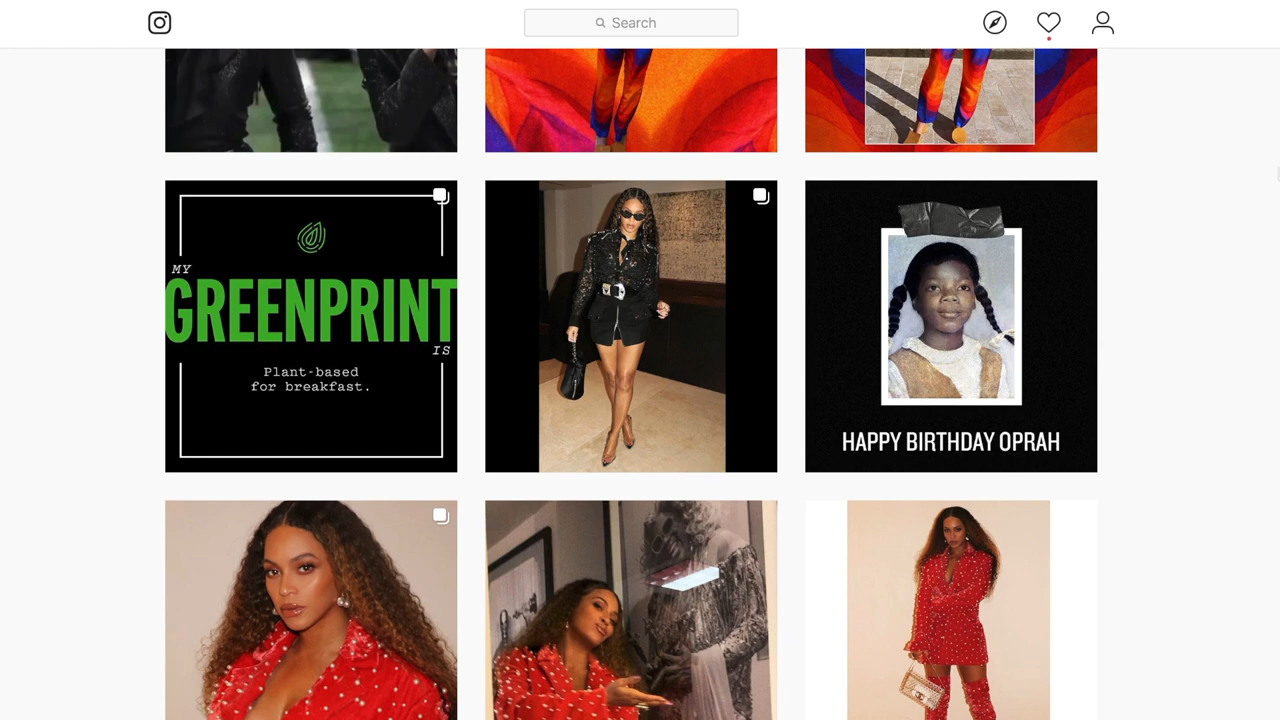 Search
MY
GREENPRINT
IS
Plant-based
for breakfast.
HAPPY BIRTHDAY OPRAH